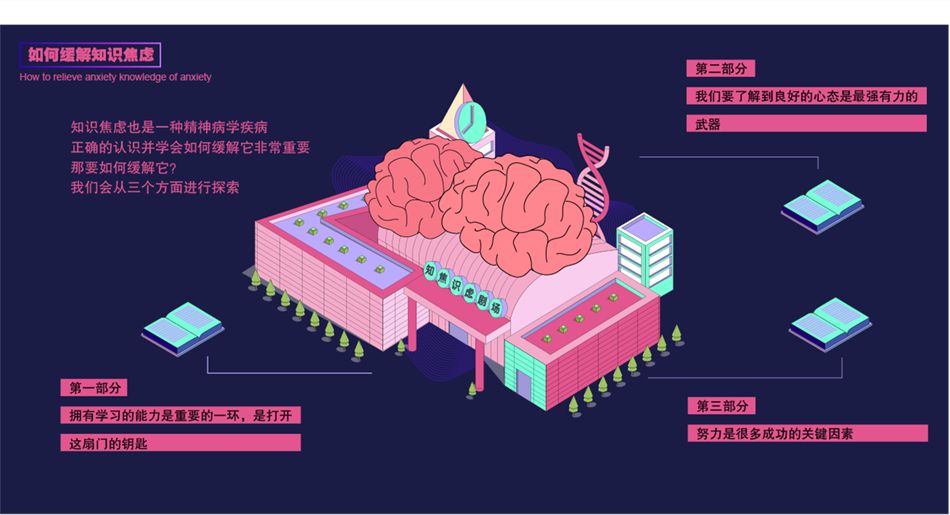 如何缓解知识焦虑
How to relieve anxiety knowledge of anxiety
知识焦虑也是一种精神病学疾病
正确的认识并学会如何缓解它非常重要
那要如何缓解它?
我们会从三个方面进行探索
第二部分
我们要了解到良好的心态是最强有力的
武器
知焦识虑剧场
第一部分
拥有学习的能力是重要的一环，是打开
这扇门的钥匙
第三部分
努力是很多成功的关键因素